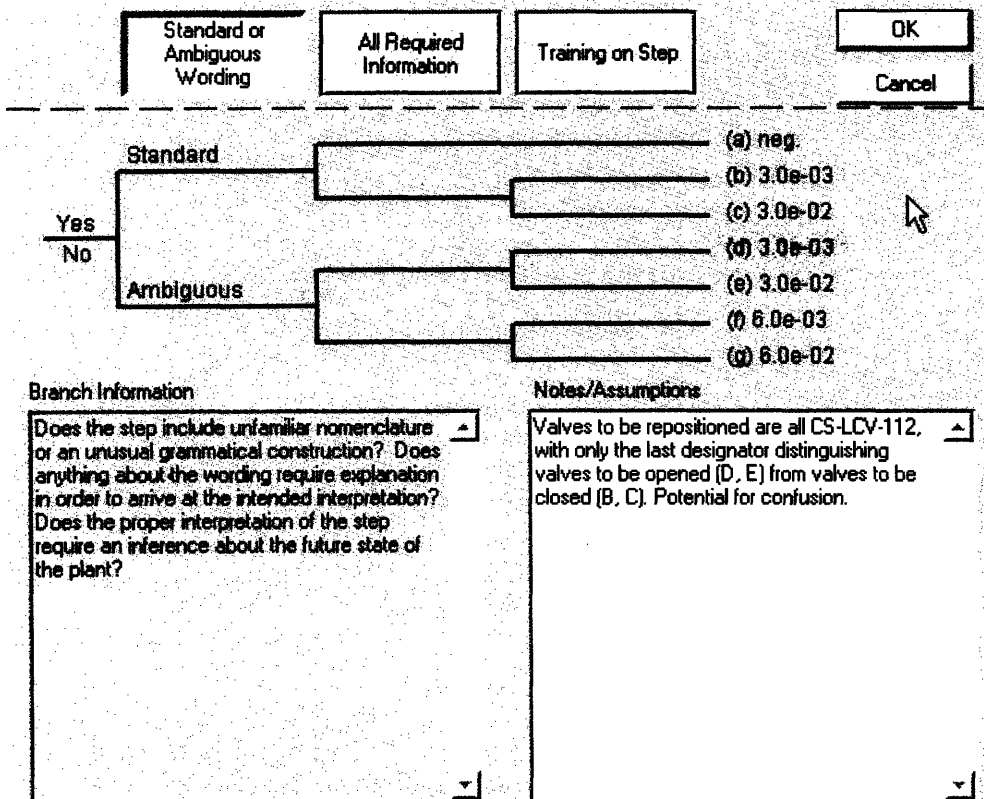 Standard or
Ambiguous
Wording
All Required
Information
Training on Step
OK
Cancel
Standard
Yes
No
Ambiguous
(a) neg.
(b) 3.0e-03
(c) 3.0e-02
(d) 3.0e-03
(e) 3.0e-02
(f) 6.0e-03
(g) 6.0e-02
Branch Information
Does the step include unfamiliar nomenclature
or an unusual grammatical construction? Does
anything about the wording require explanation
in order to arrive at the intended interpretation?
Does the proper interpretation of the step
require an inference about the future state of
the plant?
Notes/Assumptions
Valves to be repositioned are all CS-LCV-112,
with only the last designator distinguishing
valves to be opened (D, E) from valves to be
closed (B, C). Potential for confusion.